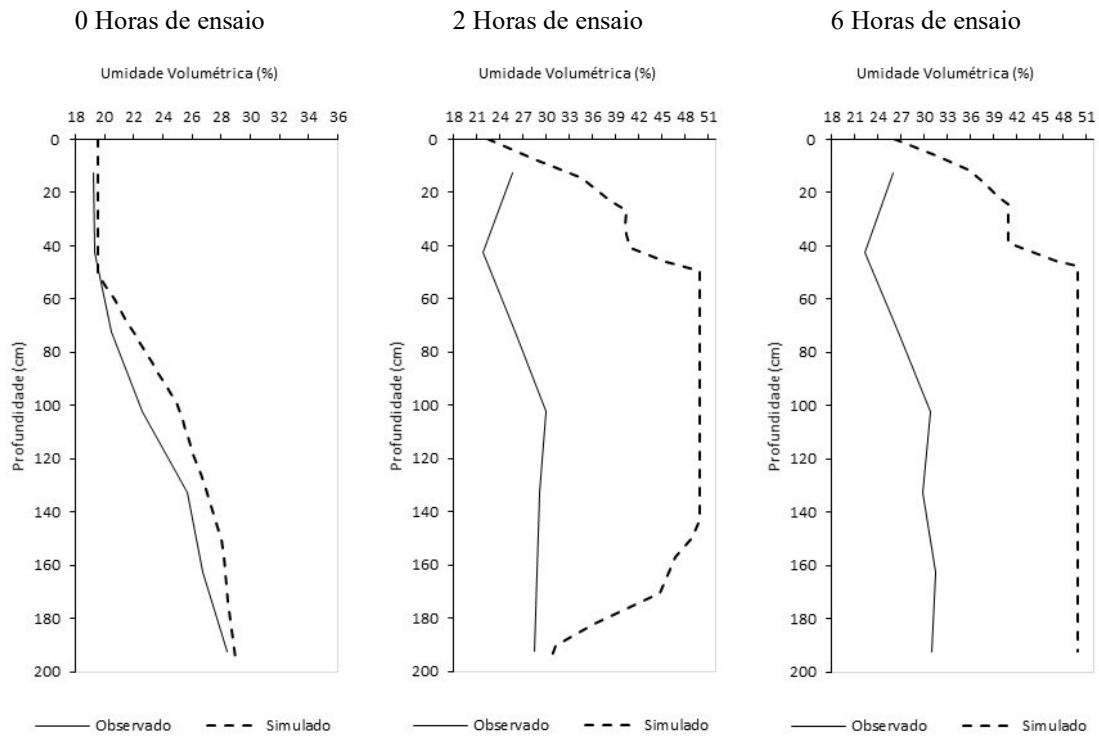 0 Horas de ensaio
Umidade Volumétrica (%)
18 20 22 24 26 28 30 32 34 36
0
20
40
60
80
100
120
140
160
180
200
Profundidade (cm)
Observado Simulado
2 Horas de ensaio
Umidade Volumétrica (%)
18 21 24 27 30 33 36 39 42 45 48 51
0
20
40
60
80
100
120
140
160
180
200
Profundidade (cm)
Observado Simulado
6 Horas de ensaio
Umidade Volumétrica (%)
18 21 24 27 30 33 36 39 42 45 48 51
0
20
40
60
80
100
120
140
160
180
200
Profundidade (cm)
Observado Simulado